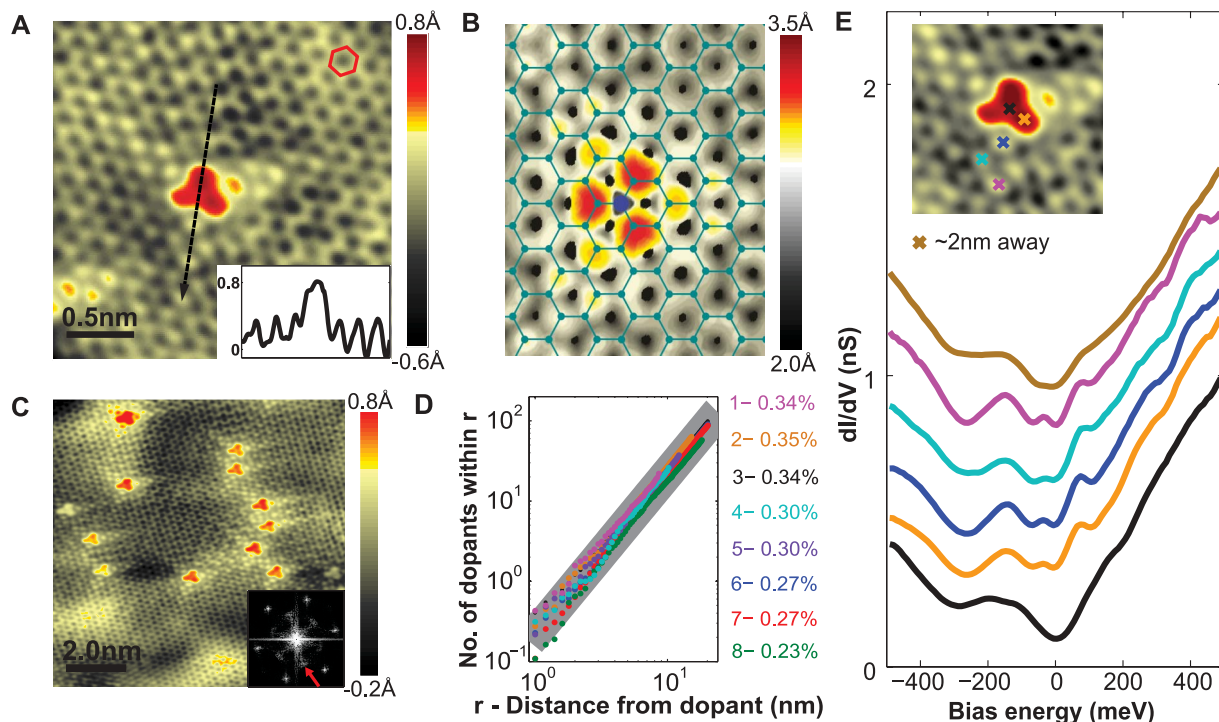 A
0.8Å
-0.6Å
0.5nm
0.8
0
B
3.5Å
2.0Å
C
0.8Å
-0.2Å
2.0nm
D
No. of dopants within r
10²
10¹
10⁰
10⁻¹
10⁰
10¹
r - Distance from dopant (nm)
1− 0.34%
2− 0.35%
3− 0.34%
4− 0.30%
5− 0.30%
6− 0.27%
7− 0.27%
8− 0.23%
E
~2nm away
dI/dV (nS)
2
1
0
−400
−200
0
200
400
Bias energy (meV)